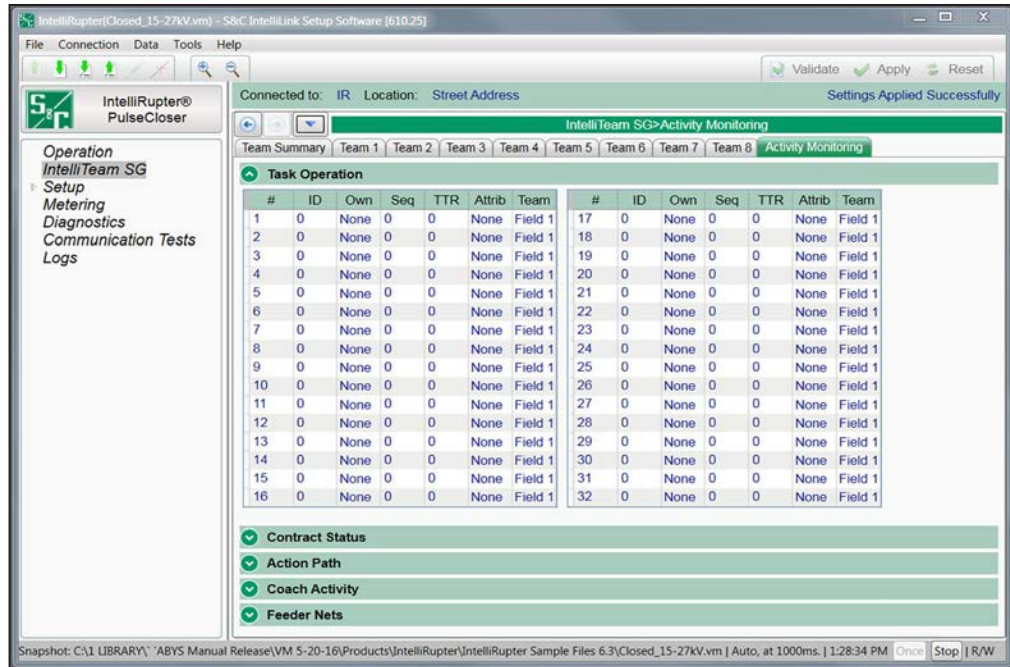 IntelliRupter(Closed_15-27kV.vm) - S&C IntelliLink Setup Software [610.25]
File Connection Data Tools Help
Validate Apply Reset
S&C IntelliRupter®
PulseCloser
Connected to: IR Location: Street Address Settings Applied Successfully
IntelliTeam SG>Activity Monitoring
Operation
IntelliTeam SG
Setup
Metering
Diagnostics
Communication Tests
Logs
Team Summary Team 1 Team 2 Team 3 Team 4 Team 5 Team 6 Team 7 Team 8 Activity Monitoring
Task Operation
# ID Own Seq TTR Attrib Team # ID Own Seq TTR Attrib Team
1 0 None 0 0 None Field 1 17 0 None 0 0 None Field 1
2 0 None 0 0 None Field 1 18 0 None 0 0 None Field 1
3 0 None 0 0 None Field 1 19 0 None 0 0 None Field 1
4 0 None 0 0 None Field 1 20 0 None 0 0 None Field 1
5 0 None 0 0 None Field 1 21 0 None 0 0 None Field 1
6 0 None 0 0 None Field 1 22 0 None 0 0 None Field 1
7 0 None 0 0 None Field 1 23 0 None 0 0 None Field 1
8 0 None 0 0 None Field 1 24 0 None 0 0 None Field 1
9 0 None 0 0 None Field 1 25 0 None 0 0 None Field 1
10 0 None 0 0 None Field 1 26 0 None 0 0 None Field 1
11 0 None 0 0 None Field 1 27 0 None 0 0 None Field 1
12 0 None 0 0 None Field 1 28 0 None 0 0 None Field 1
13 0 None 0 0 None Field 1 29 0 None 0 0 None Field 1
14 0 None 0 0 None Field 1 30 0 None 0 0 None Field 1
15 0 None 0 0 None Field 1 31 0 None 0 0 None Field 1
16 0 None 0 0 None Field 1 32 0 None 0 0 None Field 1
Contract Status
Action Path
Coach Activity
Feeder Nets
Snapshot: C:\1 LIBRARY\`¨ABYS Manual Release\VM 5-20-16\Products\IntelliRupter\IntelliRupter Sample Files 6.3\Closed_15-27kV.vm | Auto, at 1000ms. | 1:28:34 PM Once Stop | R/W